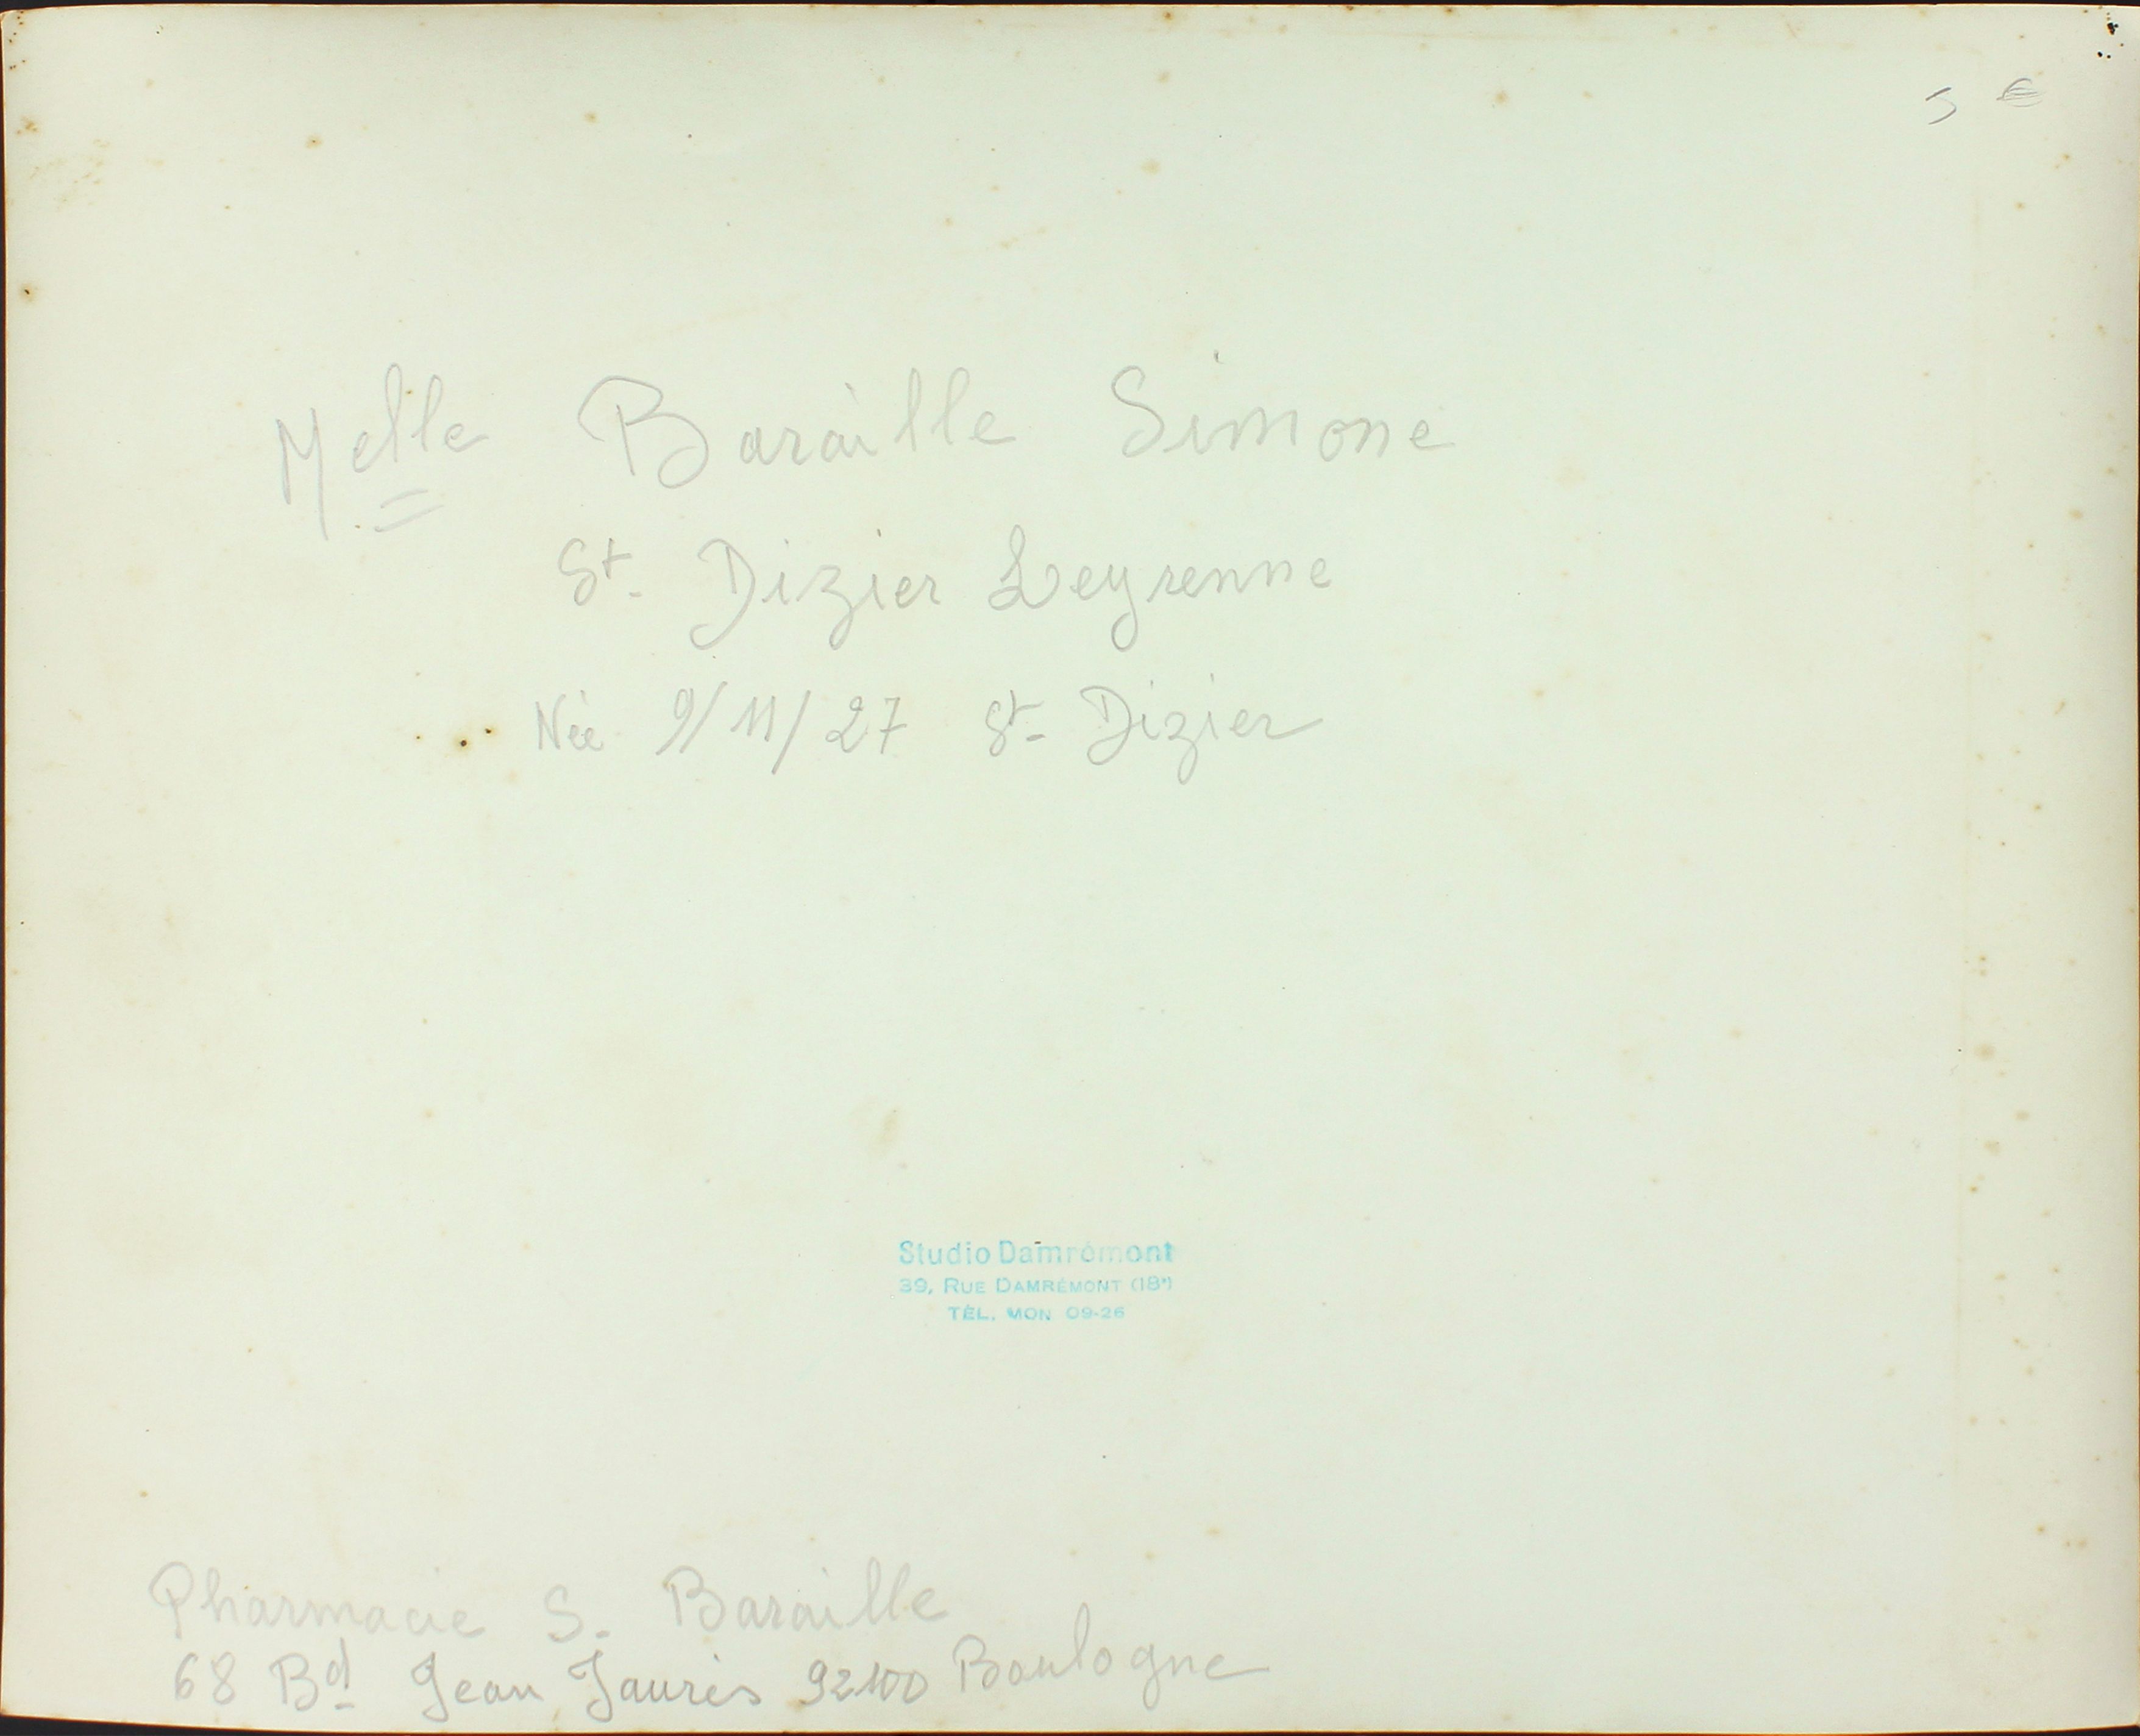 5 €
Melle Baraille Simone
St. Dizier Leyrenne
Née 9/11/27 St Dizier
Studio Damrémont
39, RUE DAMRÉMONT (18e)
TÉL. MON 09-26
Pharmacie S. Baraille
68 Bd Jean Jaurès 92100 Boulogne